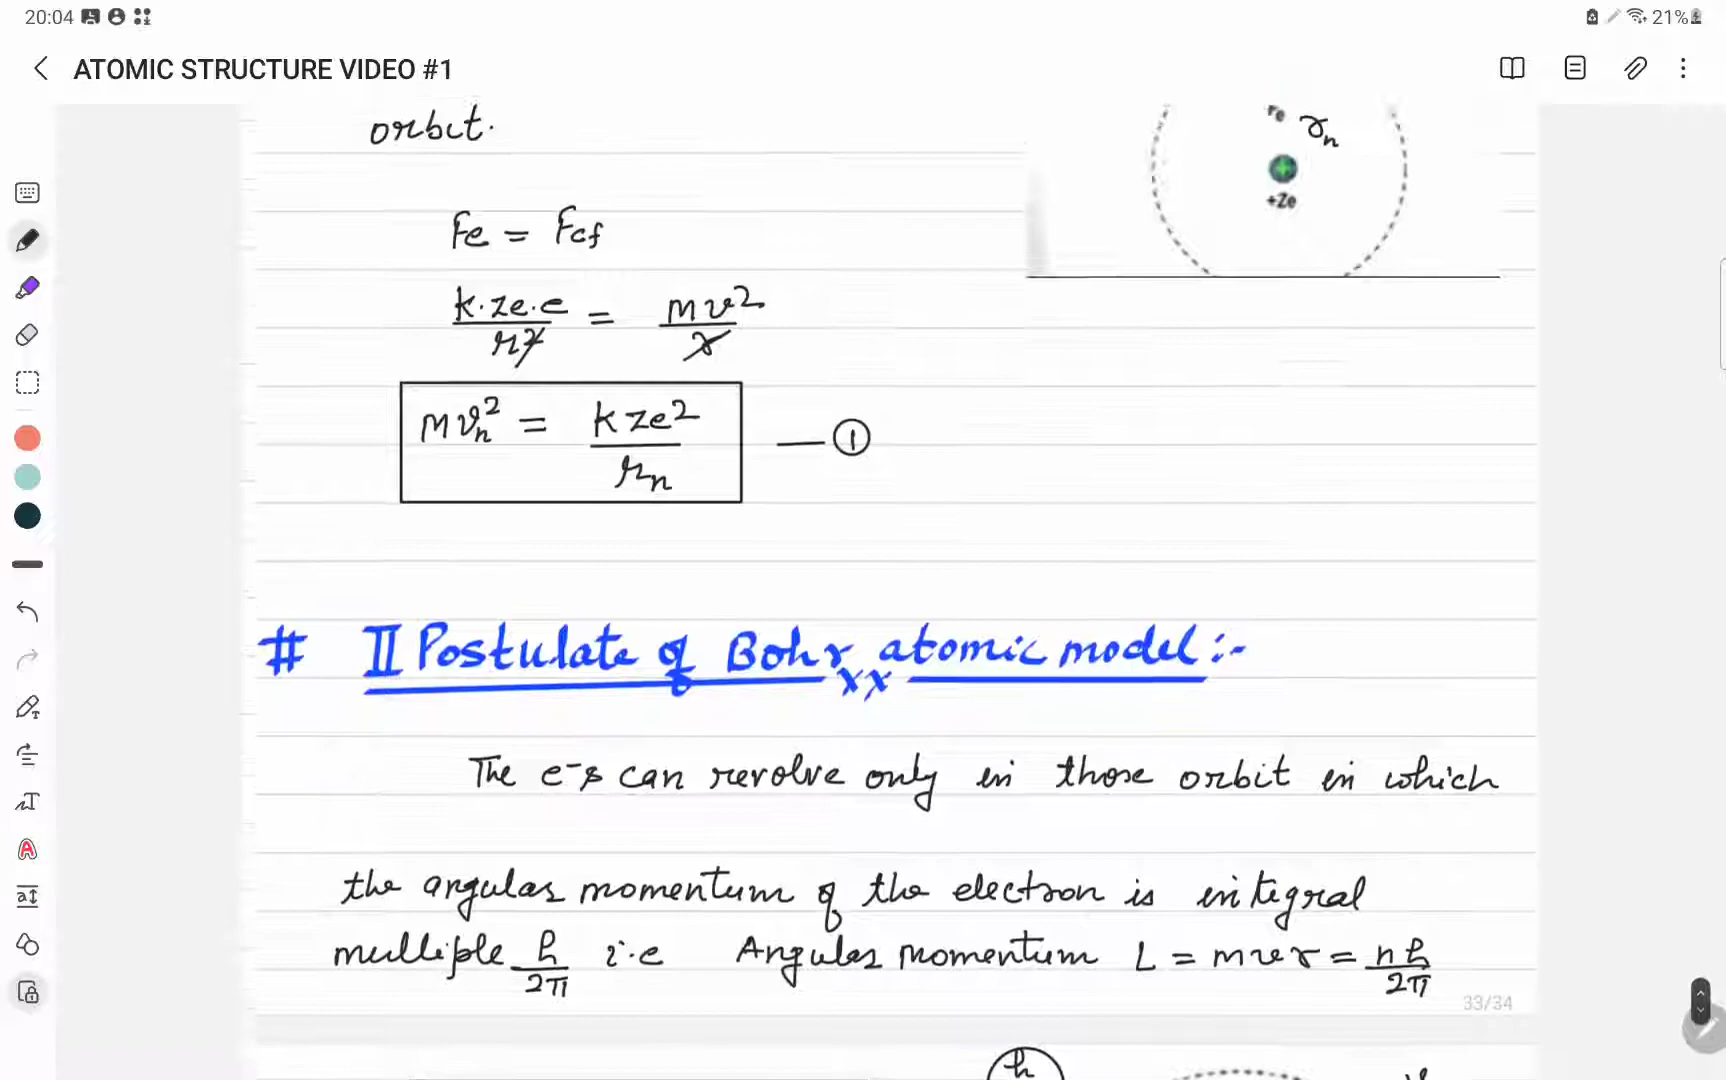 20:04
21%
ATOMIC STRUCTURE VIDEO #1
orbit.
Fe rn
+Ze
Fe = Fcf
k.ze.e/r² = mv²/r
mvn² = kze²/rn — ①
# II Postulate of Bohr atomic model :-
The e-s can revolve only in those orbit in which
the angular momentum of the electron is integral
multiple h/2π i.e Angular momentum L = mvr = nh/2π
33/34
h